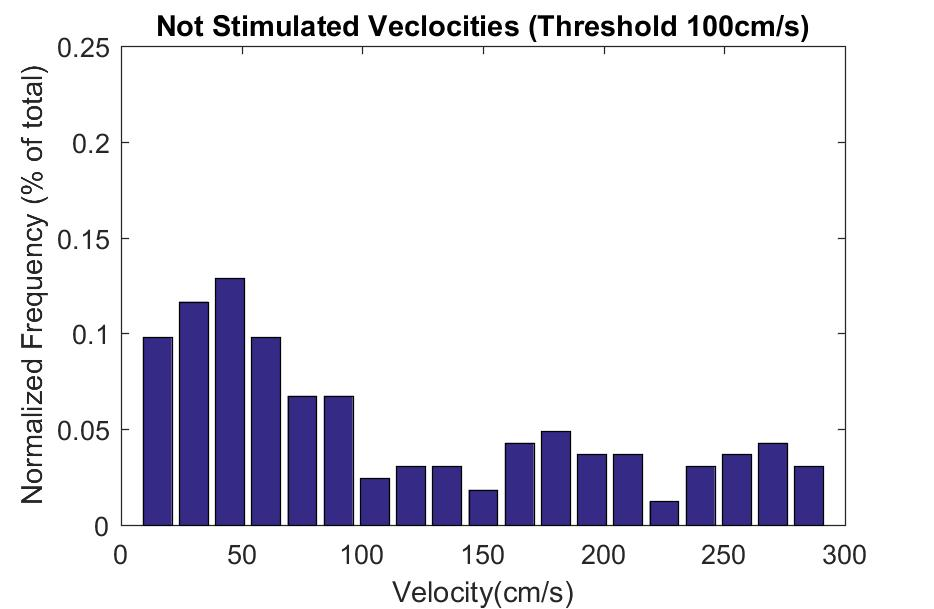 Not Stimulated Veclocities (Threshold 100cm/s)
Normalized Frequency (% of total)
0.25
0.2
0.15
0.1
0.05
0
0 50 100 150 200 250 300
Velocity(cm/s)